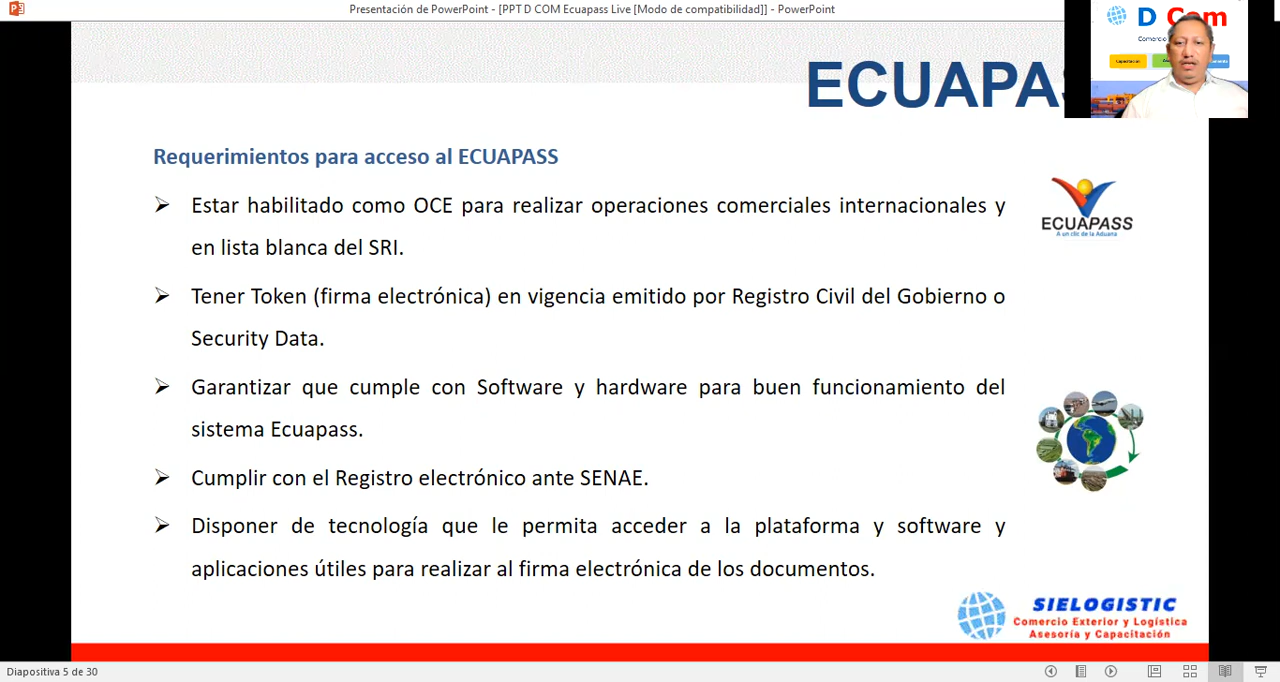 Presentación de PowerPoint - [PPT D COM Ecuapass Live [Modo de compatibilidad]] - PowerPoint
D Com
Comercio
Capacitación
ECUAPAS
Requerimientos para acceso al ECUAPASS
➢ Estar habilitado como OCE para realizar operaciones comerciales internacionales y
en lista blanca del SRI.
ECUAPASS
A un clic de la Aduana
➢ Tener Token (firma electrónica) en vigencia emitido por Registro Civil del Gobierno o
Security Data.
➢ Garantizar que cumple con Software y hardware para buen funcionamiento del
sistema Ecuapass.
➢ Cumplir con el Registro electrónico ante SENAE.
➢ Disponer de tecnología que le permita acceder a la plataforma y software y
aplicaciones útiles para realizar al firma electrónica de los documentos.
SIELOGISTIC
Comercio Exterior y Logística
Asesoría y Capacitación
Diapositiva 5 de 30